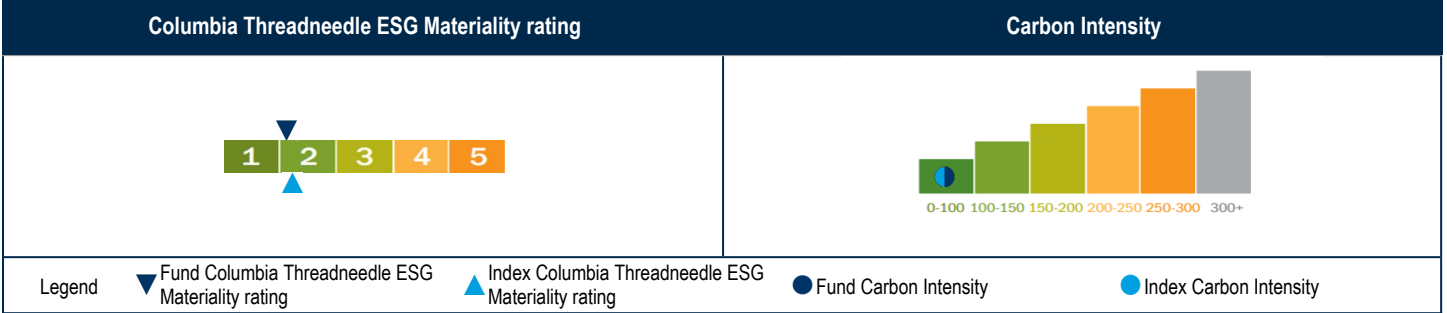 Columbia Threadneedle ESG Materiality rating
Carbon Intensity
1 2 3 4 5
0-100 100-150 150-200 200-250 250-300 300+
Legend
Fund Columbia Threadneedle ESG
Materiality rating
Index Columbia Threadneedle ESG
Materiality rating
Fund Carbon Intensity
Index Carbon Intensity